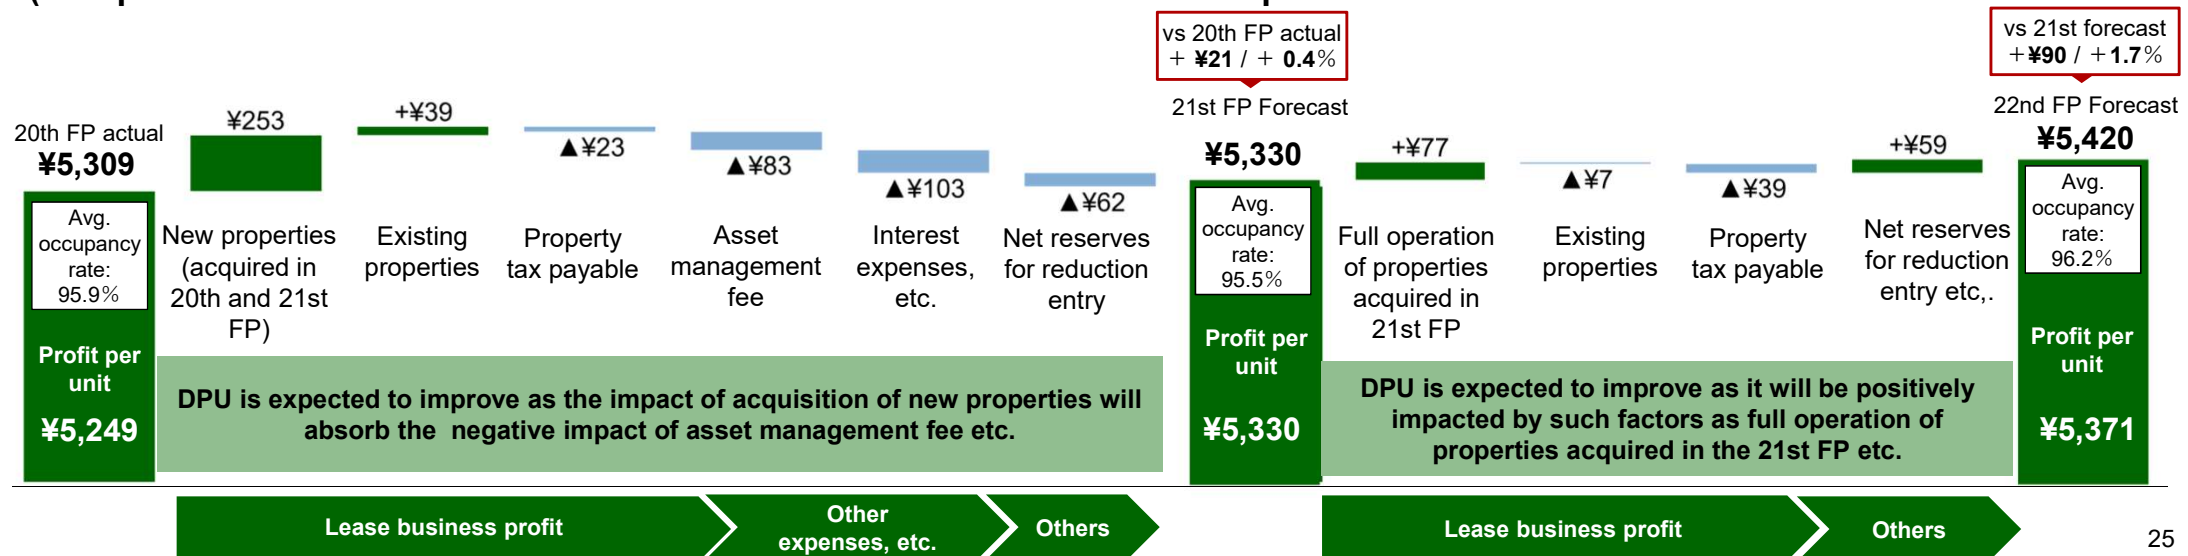 vs 20th FP actual
＋ ¥21 / ＋ 0.4％
vs 21st forecast
＋¥90 / ＋1.7％
20th FP actual
¥5,309
Avg.
occupancy
rate:
95.9％
Profit per
unit
¥5,249
¥253
New properties
(acquired in
20th and 21st
FP)
+¥39
Existing
properties
▲¥23
Property
tax payable
▲¥83
Asset
management
fee
▲¥103
Interest
expenses,
etc.
▲¥62
Net reserves
for reduction
entry
DPU is expected to improve as the impact of acquisition of new properties will
absorb the negative impact of asset management fee etc.
21st FP Forecast
¥5,330
Avg.
occupancy
rate:
95.5％
Profit per
unit
¥5,330
+¥77
Full operation
of properties
acquired in
21st FP
▲¥7
Existing
properties
▲¥39
Property
tax payable
+¥59
Net reserves
for reduction
entry etc,.
DPU is expected to improve as it will be positively
impacted by such factors as full operation of
properties acquired in the 21st FP etc.
22nd FP Forecast
¥5,420
Avg.
occupancy
rate:
96.2％
Profit per
unit
¥5,371
Lease business profit
Other
expenses, etc.
Others
Lease business profit
Others
25